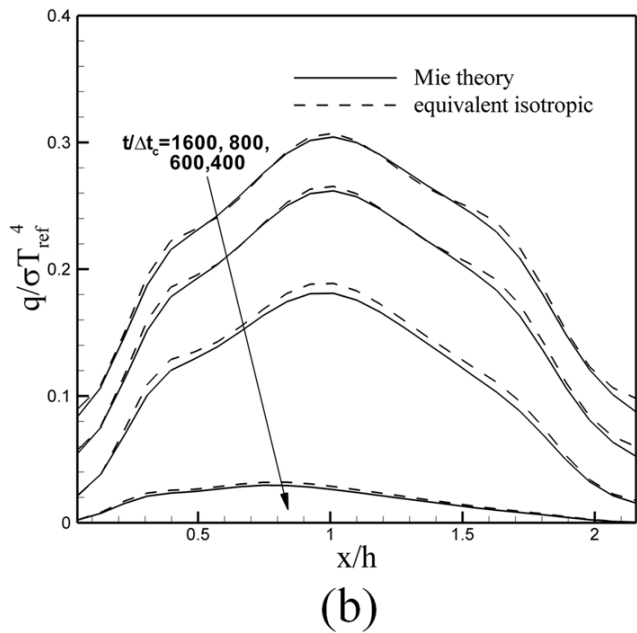 0.4
Mie theory
equivalent isotropic
t/Δt_c=1600, 800,
600,400
0.3
q/σT_ref^4
0.2
0.1
0
0.5
1
1.5
2
x/h
(b)